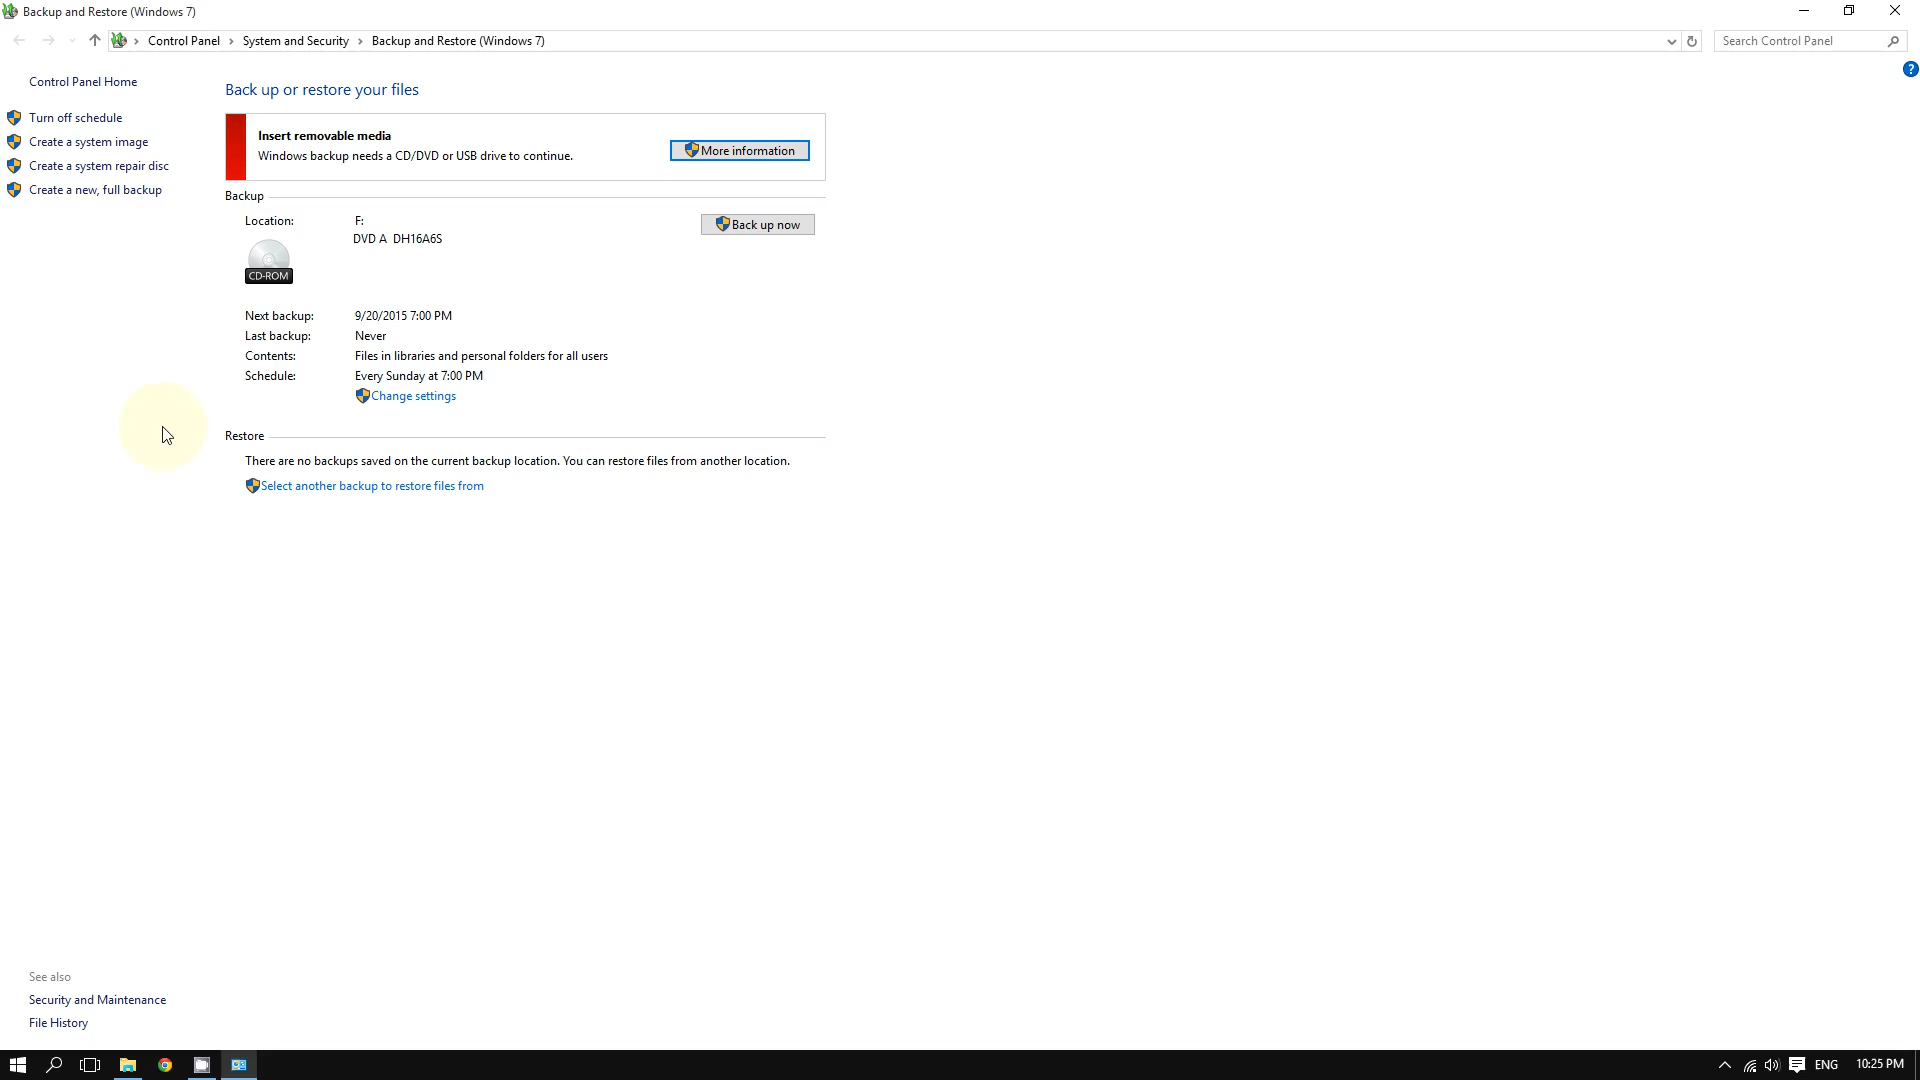 Backup and Restore (Windows 7)
Control Panel > System and Security > Backup and Restore (Windows 7)
Search Control Panel
?
Control Panel Home
Turn off schedule
Create a system image
Create a system repair disc
Create a new, full backup
Back up or restore your files
Insert removable media
Windows backup needs a CD/DVD or USB drive to continue.
More information
Backup
Location: F:
DVD A DH16A6S
Back up now
CD-ROM
Next backup: 9/20/2015 7:00 PM
Last backup: Never
Contents: Files in libraries and personal folders for all users
Schedule: Every Sunday at 7:00 PM
Change settings
Restore
There are no backups saved on the current backup location. You can restore files from another location.
Select another backup to restore files from
See also
Security and Maintenance
File History
ENG 10:25 PM